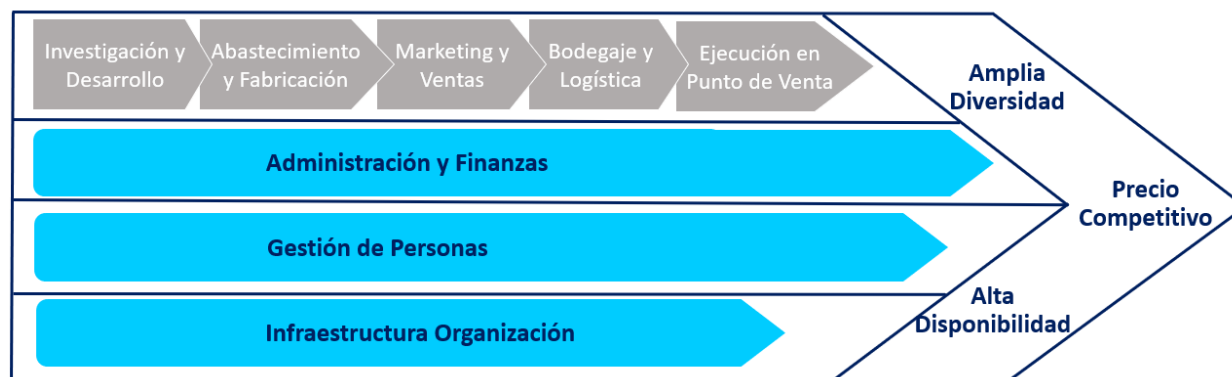 Investigación y
Desarrollo
Abastecimiento
y Fabricación
Marketing y
Ventas
Bodegaje y
Logística
Ejecución en
Punto de Venta
Amplia
Diversidad
Administración y Finanzas
Precio
Competitivo
Gestión de Personas
Alta
Disponibilidad
Infraestructura Organización